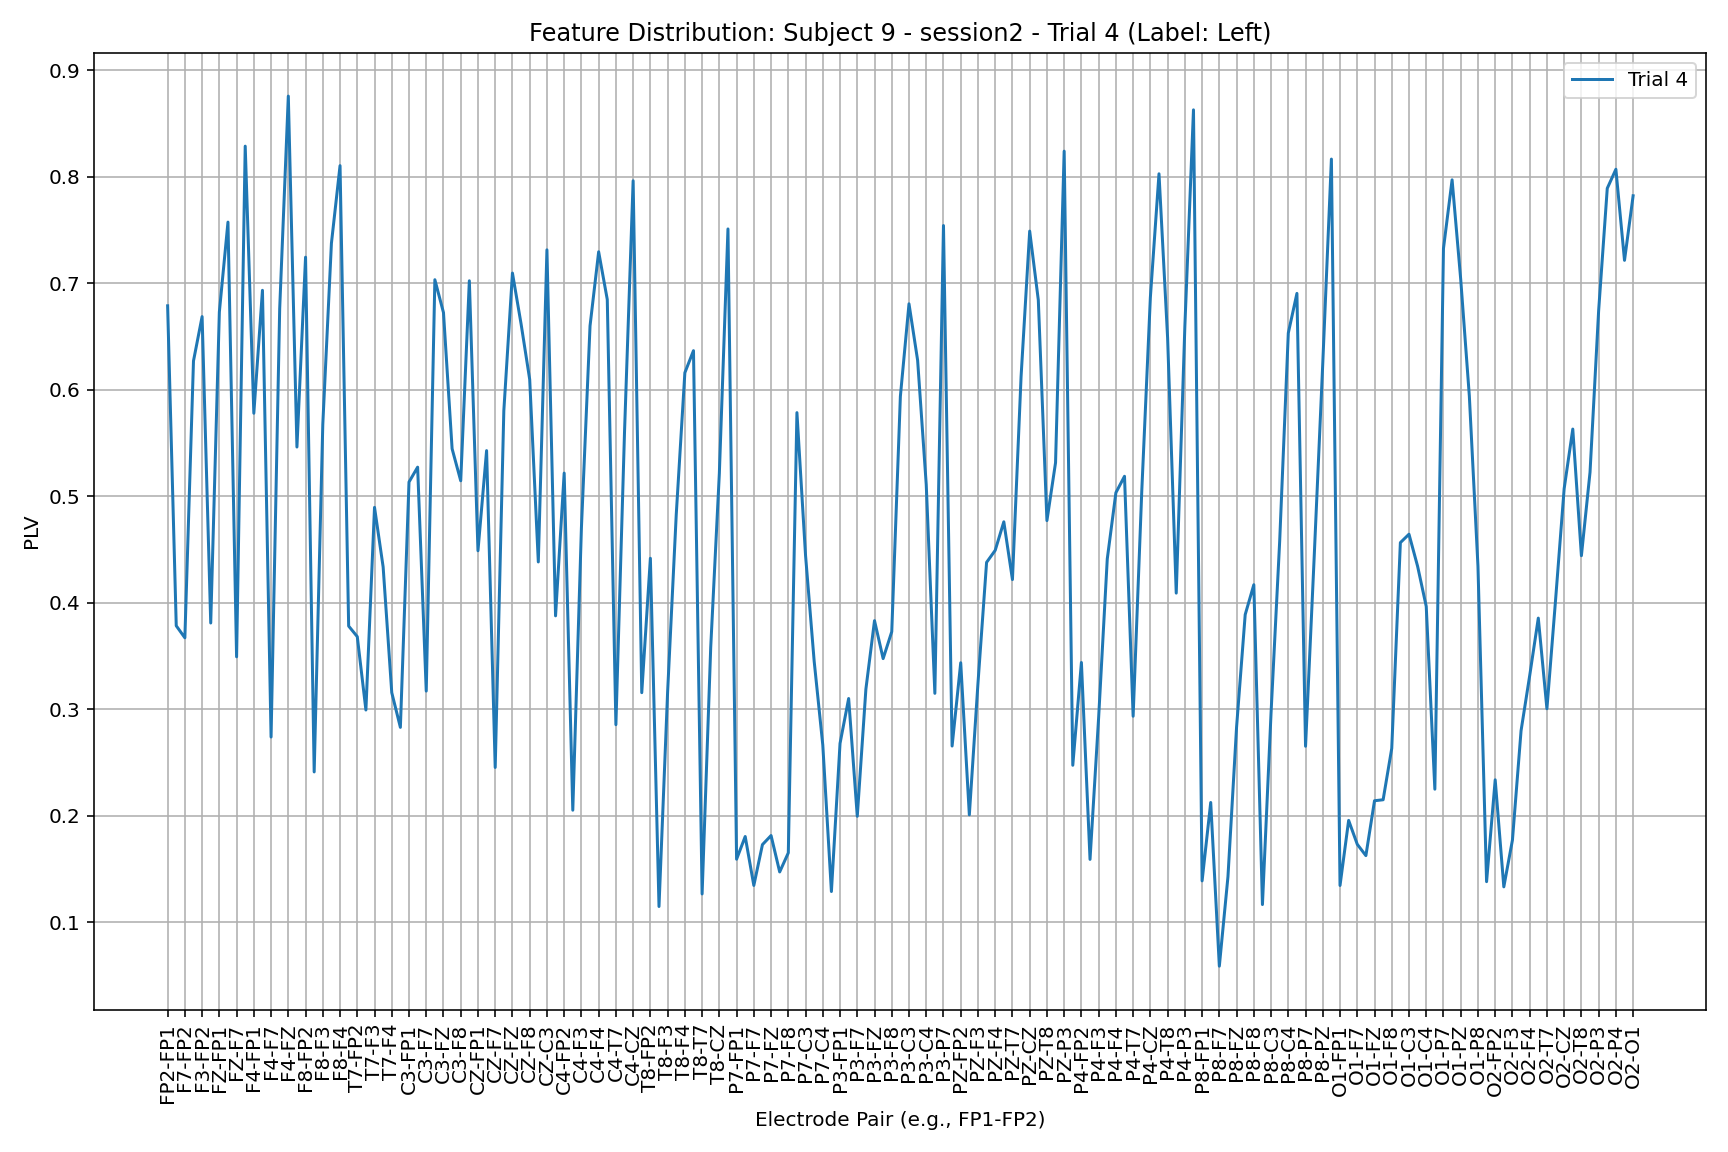 Feature Distribution: Subject 9 - session2 - Trial 4 (Label: Left)
Trial 4
PLV
0.9
0.8
0.7
0.6
0.5
0.4
0.3
0.2
0.1
FP2-FP1
F7-FP2
F3-FP2
FZ-FP1
FZ-F7
F4-FP1
F4-F7
F4-FZ
F8-FP2
F8-F3
F8-F4
T7-FP2
T7-F3
T7-F4
C3-FP1
C3-F7
C3-FZ
C3-F8
CZ-FP1
CZ-F7
CZ-FZ
CZ-F8
CZ-C3
C4-FP2
C4-F3
C4-F4
C4-T7
C4-CZ
T8-FP2
T8-F3
T8-F4
T8-T7
T8-CZ
P7-FP1
P7-F7
P7-FZ
P7-F8
P7-C3
P7-C4
P3-FP1
P3-F7
P3-FZ
P3-F8
P3-C3
P3-C4
P3-P7
PZ-FP2
PZ-F3
PZ-F4
PZ-T7
PZ-CZ
PZ-T8
PZ-P3
P4-FP2
P4-F3
P4-F4
P4-T7
P4-CZ
P4-T8
P4-P3
P8-FP1
P8-F7
P8-FZ
P8-F8
P8-C3
P8-C4
P8-P7
P8-PZ
O1-FP1
O1-F7
O1-FZ
O1-F8
O1-C3
O1-C4
O1-P7
O1-PZ
O1-P8
O2-FP2
O2-F3
O2-F4
O2-T7
O2-CZ
O2-T8
O2-P3
O2-P4
O2-O1
Electrode Pair (e.g., FP1-FP2)